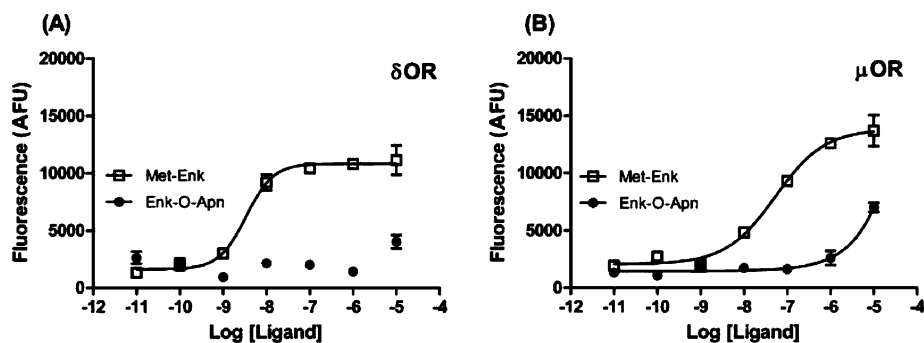 (A)
δOR
Fluorescence (AFU)
20000
15000
10000
5000
0
Met-Enk
Enk-O-Apn
-12 -11 -10 -9 -8 -7 -6 -5 -4
Log [Ligand]
(B)
μOR
Fluorescence (AFU)
20000
15000
10000
5000
0
Met-Enk
Enk-O-Apn
-12 -11 -10 -9 -8 -7 -6 -5 -4
Log [Ligand]